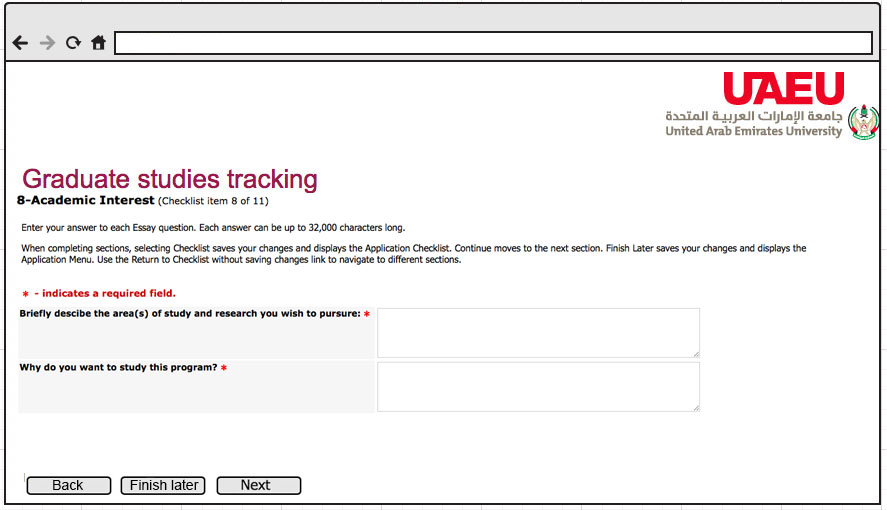 UAEU
جامعة الإمارات العربية المتحدة
United Arab Emirates University
Graduate studies tracking
8-Academic Interest (Checklist item 8 of 11)
Enter your answer to each Essay question. Each answer can be up to 32,000 characters long.
When completing sections, selecting Checklist saves your changes and displays the Application Checklist. Continue moves to the next section. Finish Later saves your changes and displays the
Application Menu. Use the Return to Checklist without saving changes link to navigate to different sections.
* - indicates a required field.
Briefly descibe the area(s) of study and research you wish to pursure: *
Why do you want to study this program? *
Back Finish later Next